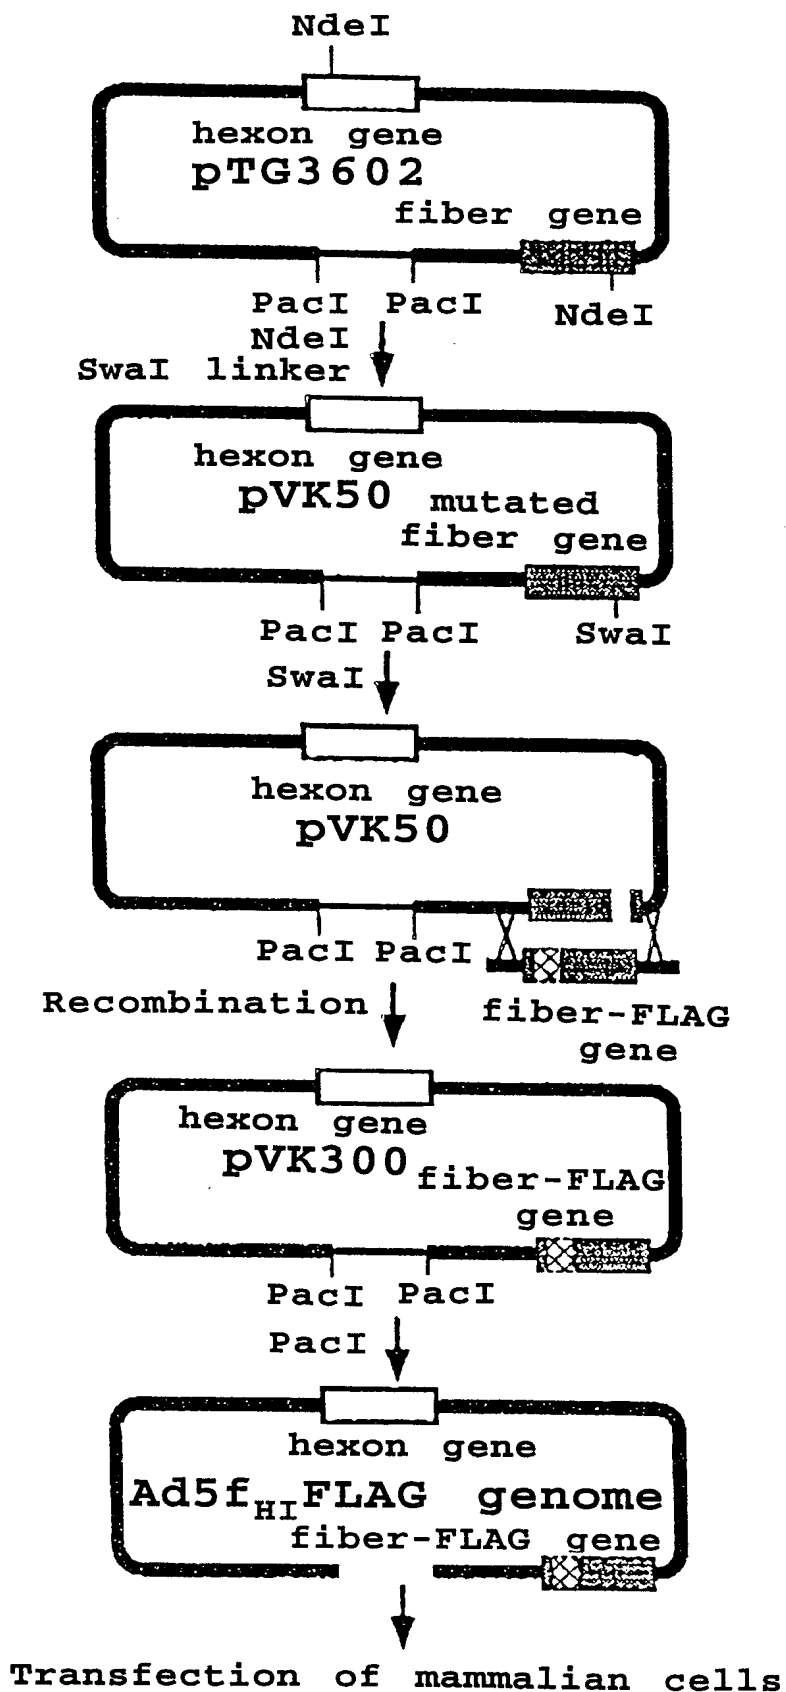 NdeI
hexon gene
pTG3602
fiber gene
PacI PacI
NdeI
NdeI
SwaI linker
hexon gene
pVK50
mutated
fiber gene
PacI PacI
SwaI
SwaI
hexon gene
pVK50
PacI PacI
Recombination
fiber-FLAG
gene
hexon gene
pVK300
fiber-FLAG
gene
PacI PacI
PacI
hexon gene
Ad5fHIFLAG genome
fiber-FLAG gene
Transfection of mammalian cells